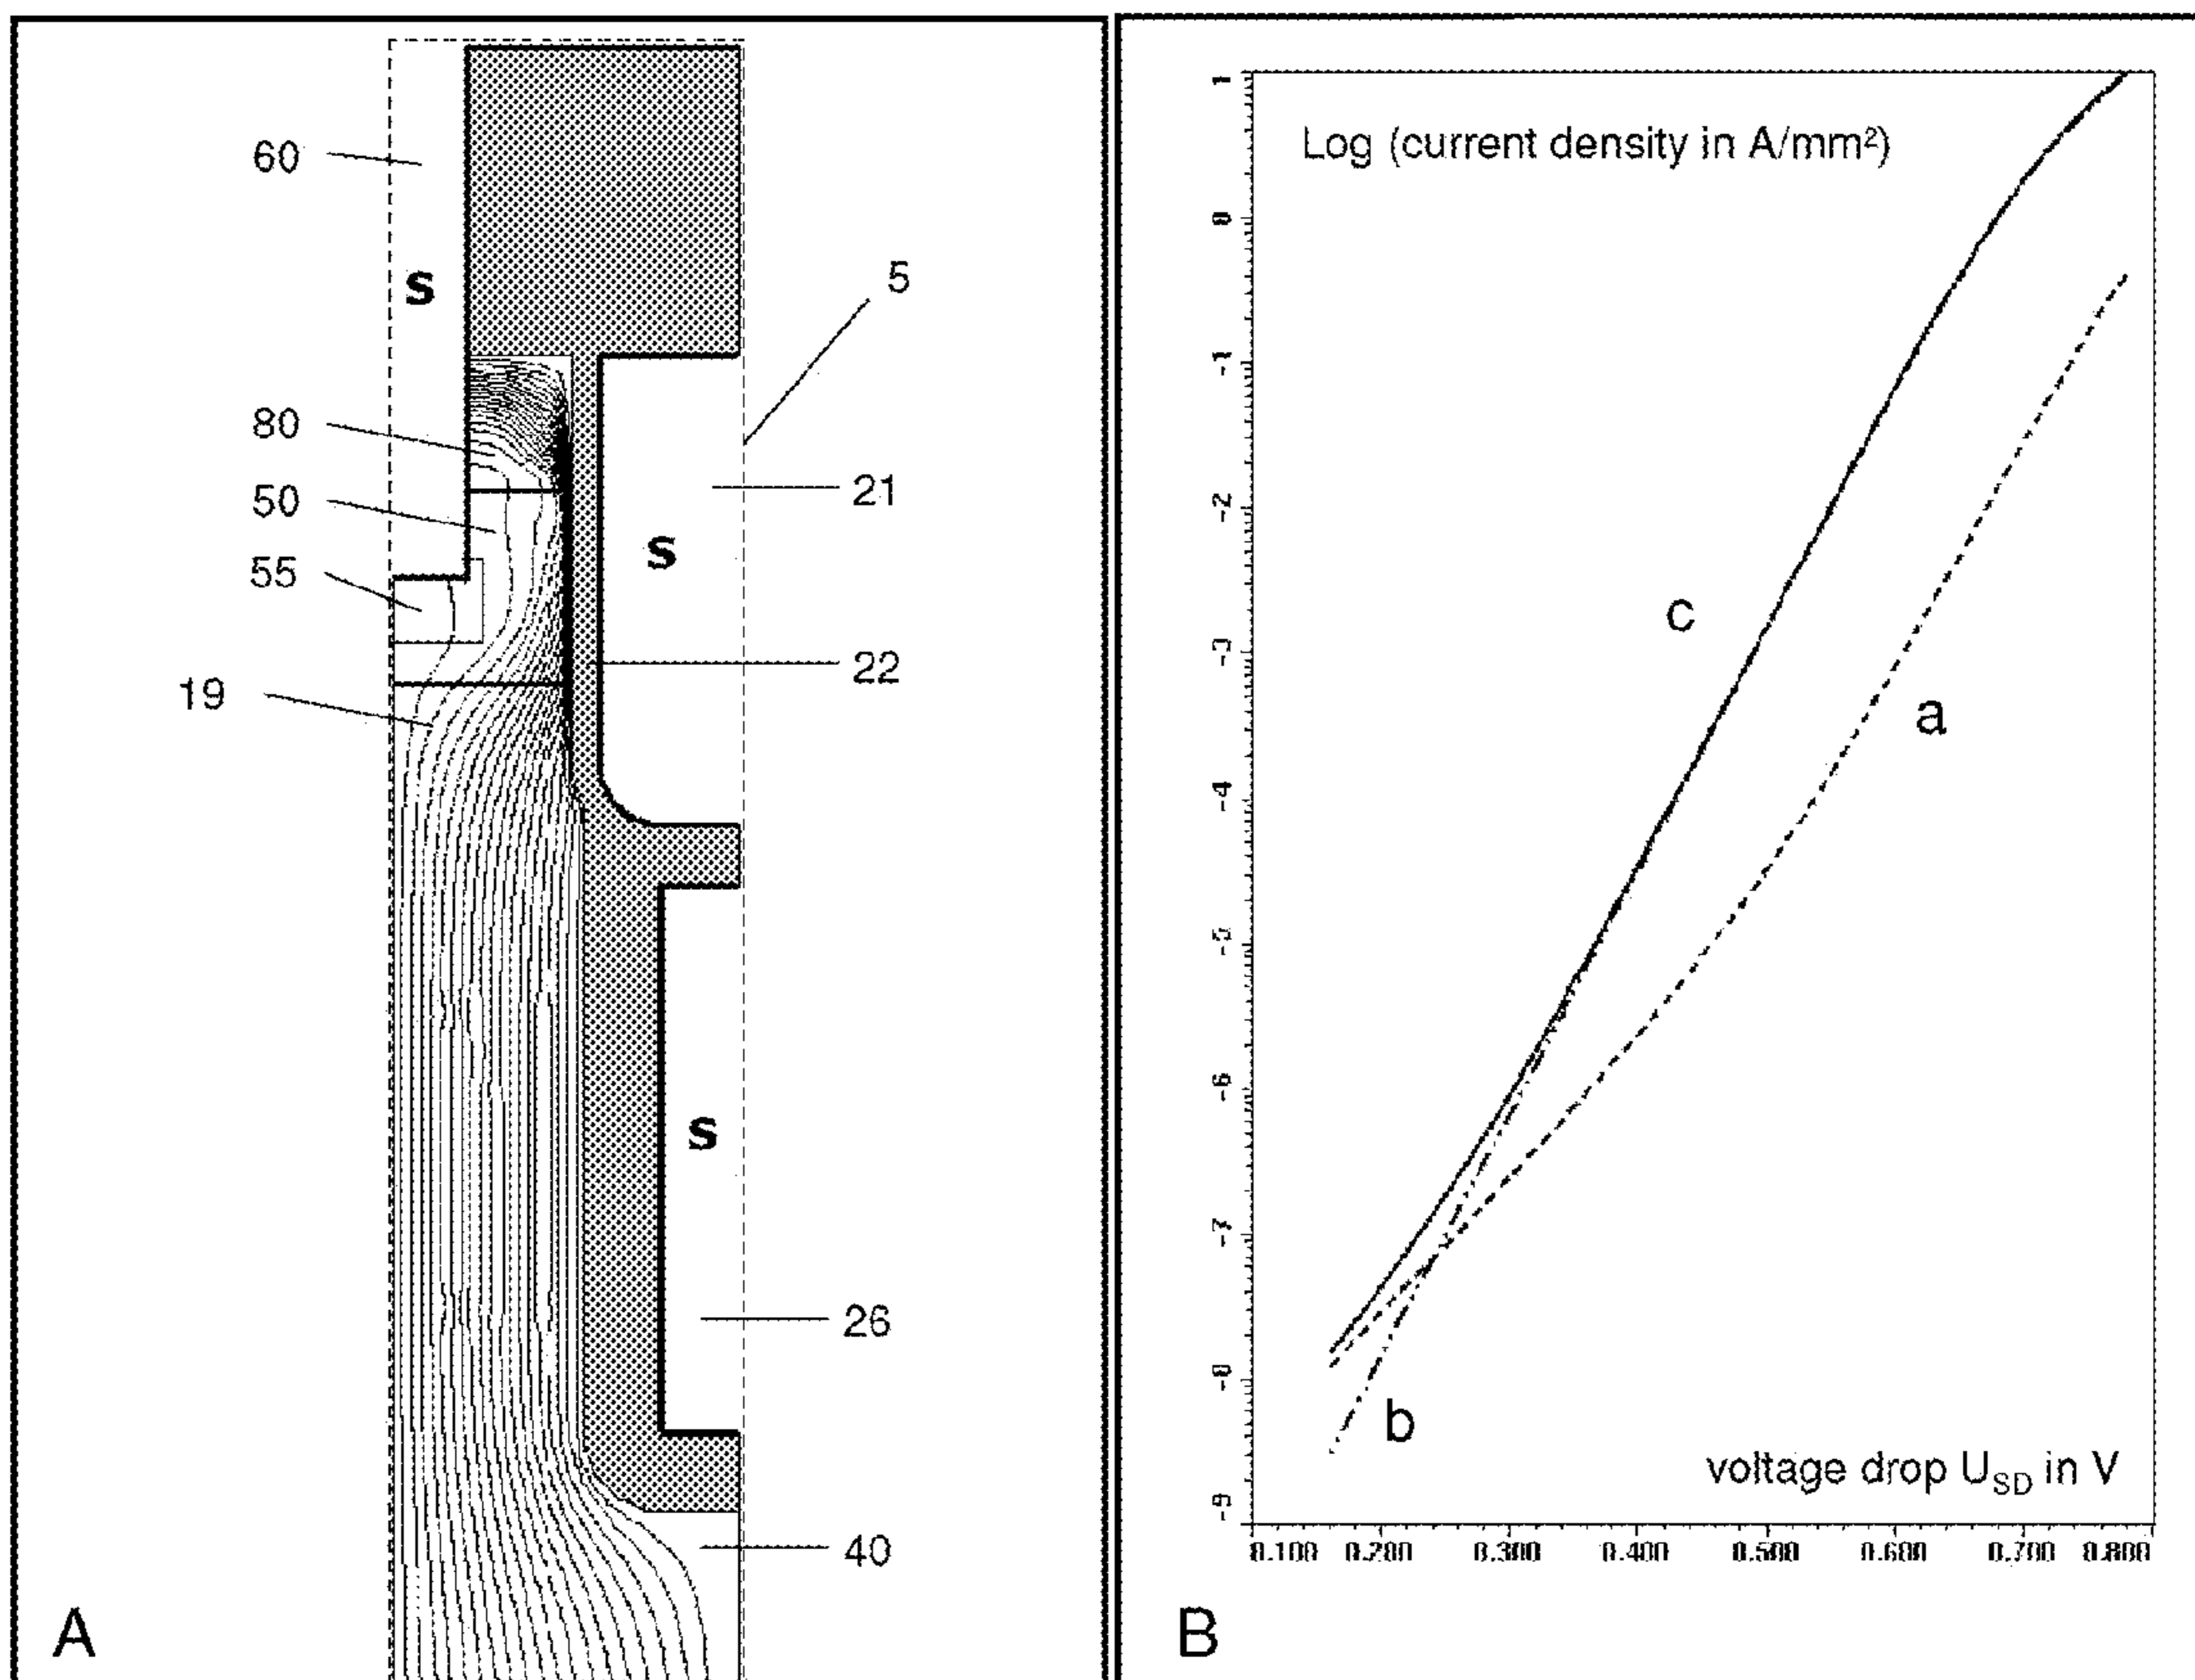 60
S
5
80
21
50
S
55
22
19
S
26
40
A
1
Log (current density in A/mm²)
0
-1
-2
c
-3
a
-4
-5
-6
-7
-8
b
voltage drop U_SD in V
-9
0.100 0.200 0.300 0.400 0.500 0.600 0.700 0.800
B